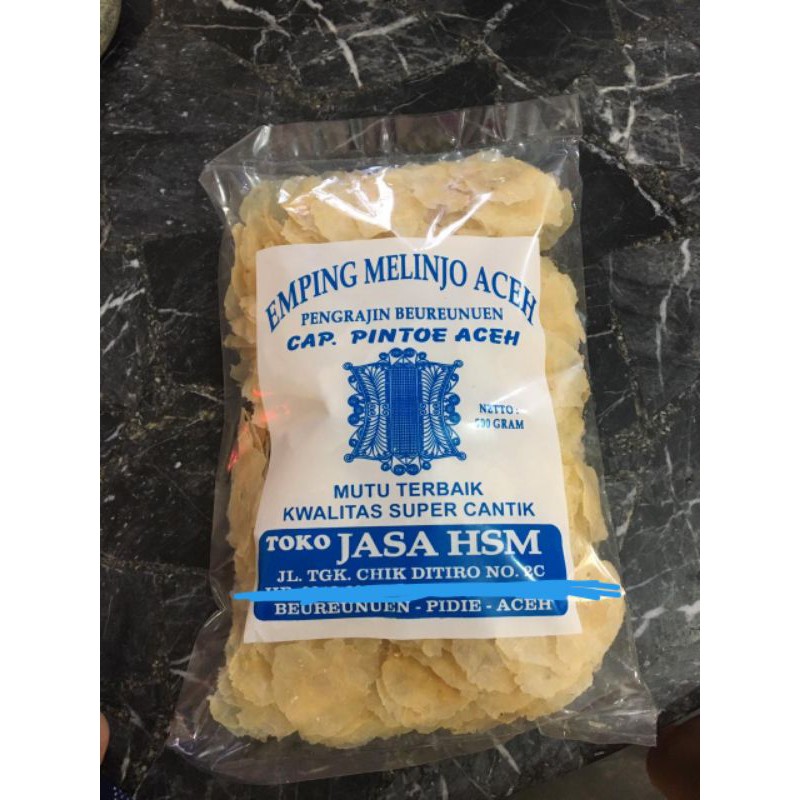 EMPING MELINJO ACEH
PENGRAJIN BEUREUNUEN
CAP. PINTOE ACEH
NETTO :
GRAM
MUTU TERBAIK
KWALITAS SUPER CANTIK
TOKO JASA HSM
JL. TGK. CHIK DITIRO NO. 2C
BEUREUNUEN - PIDIE - ACEH